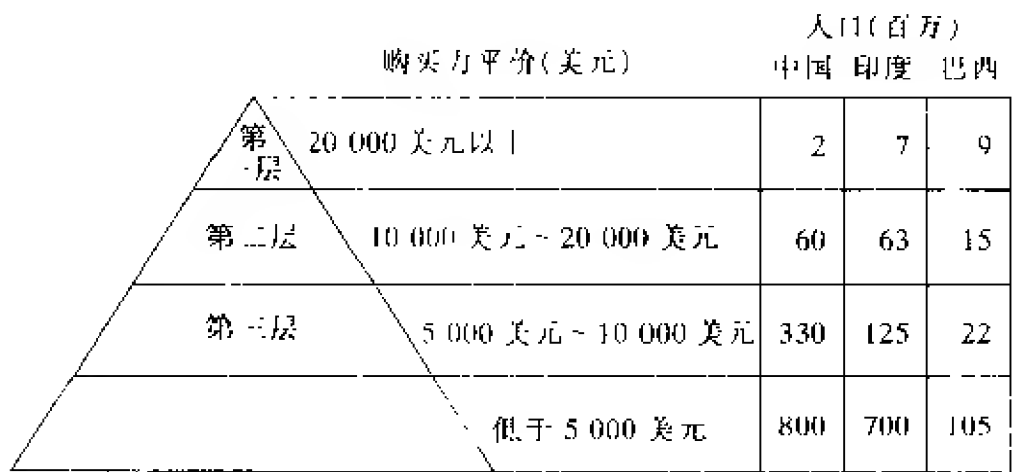 人口(百万)
购买力平价(美元) 中国 印度 巴西
第一层 20 000 美元以上 2 7 9
第二层 10 000 美元~20 000 美元 60 63 15
第三层 5 000 美元~10 000 美元 330 125 22
低于 5 000 美元 800 700 105